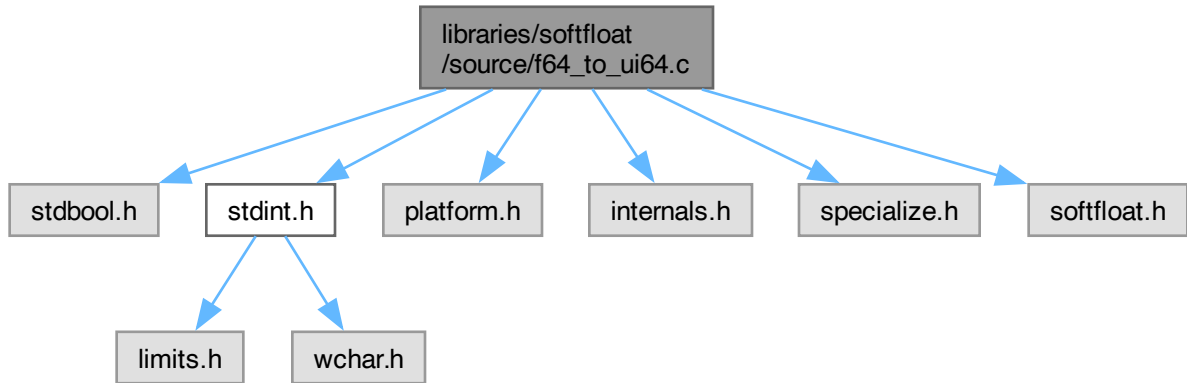 libraries/softfloat
/source/f64_to_ui64.c
stdbool.h
stdint.h
platform.h
internals.h
specialize.h
softfloat.h
limits.h
wchar.h